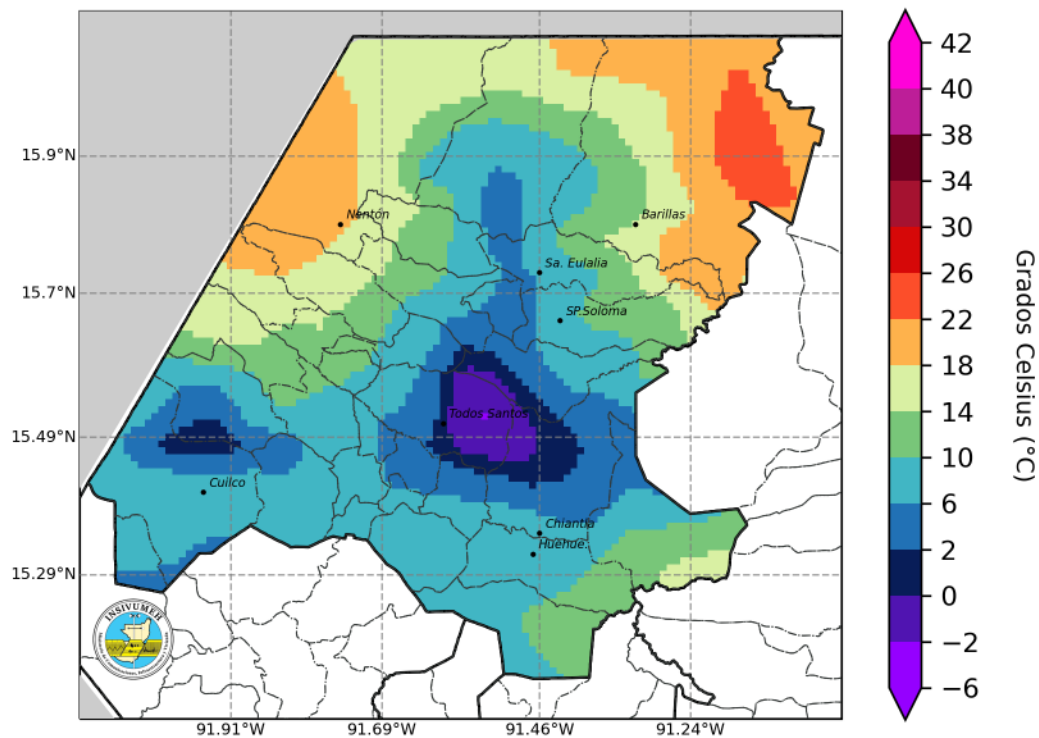 15.9°N
15.7°N
15.49°N
15.29°N
Nentón
Barillas
Sa. Eulalia
SP.Soloma
Todos Santos
Cuilco
Chiantla
Huehue.
INSIVUMEH
91.91°W
91.69°W
91.46°W
91.24°W
42
40
38
34
30
26
22
18
14
10
6
2
0
−2
−6
Grados Celsius (°C)